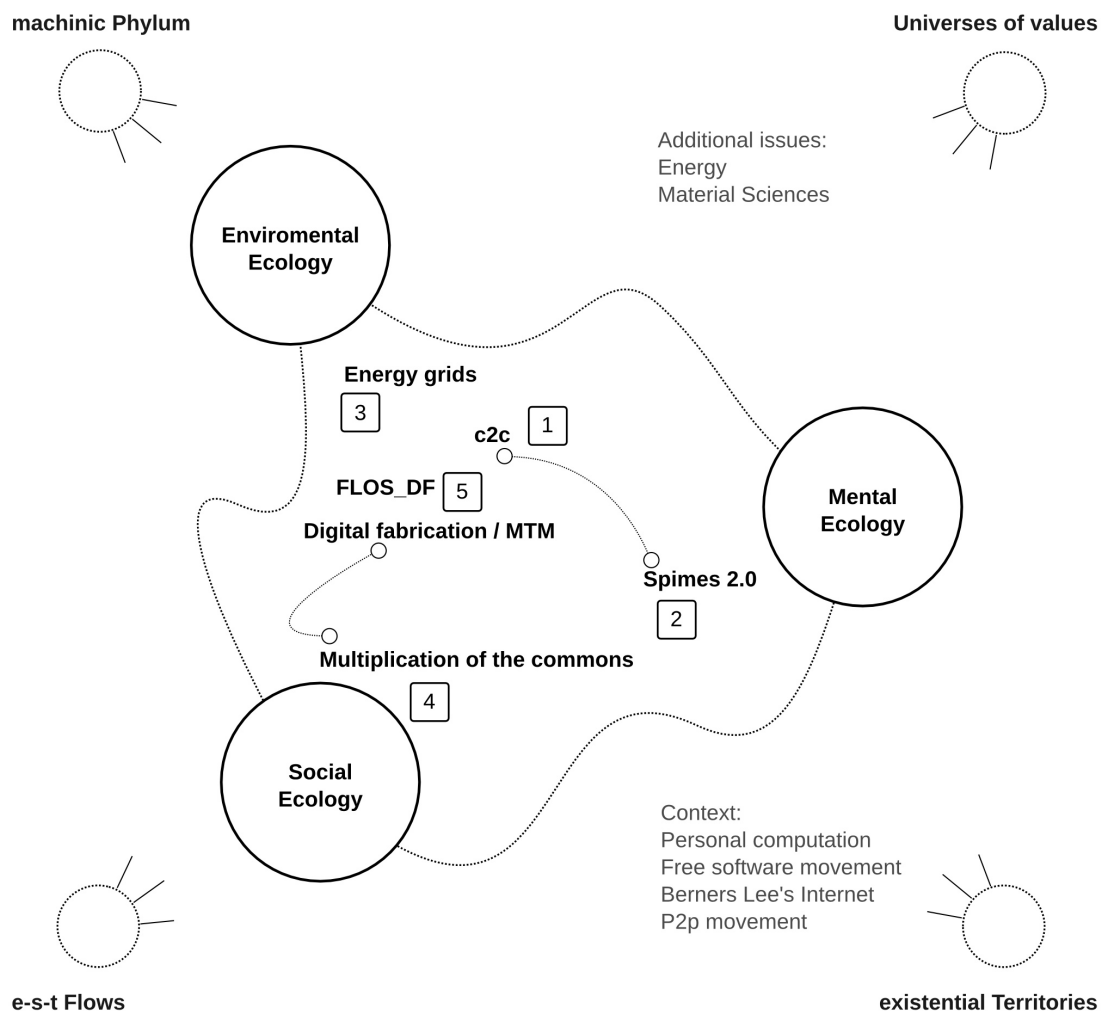 machinic Phylum
Universes of values
Additional issues:
Energy
Material Sciences
Enviromental
Ecology
Energy grids
3
1
c2c
FLOS_DF
5
Digital fabrication / MTM
Mental
Ecology
Spimes 2.0
2
Multiplication of the commons
4
Social
Ecology
Context:
Personal computation
Free software movement
Berners Lee's Internet
P2p movement
e-s-t Flows
existential Territories